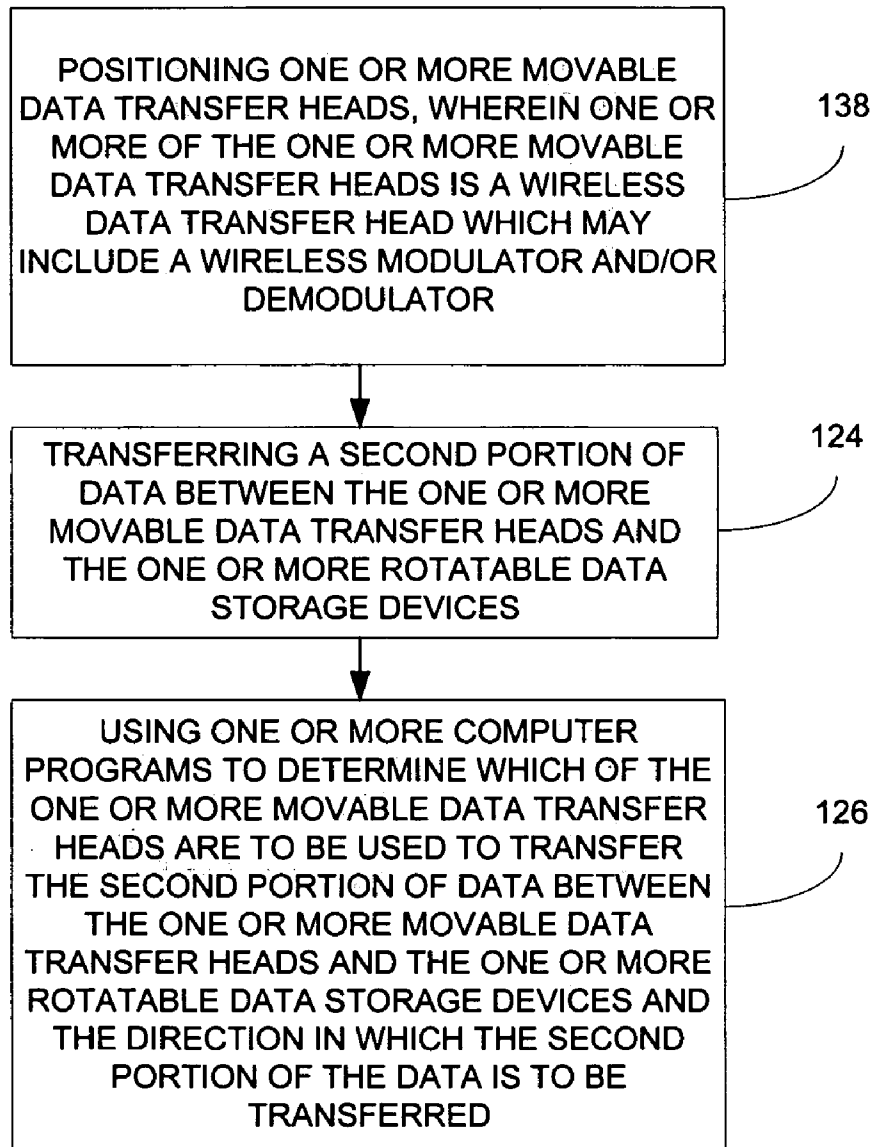 POSITIONING ONE OR MORE MOVABLE
DATA TRANSFER HEADS, WHEREIN ONE OR
MORE OF THE ONE OR MORE MOVABLE
DATA TRANSFER HEADS IS A WIRELESS
DATA TRANSFER HEAD WHICH MAY
INCLUDE A WIRELESS MODULATOR AND/OR
DEMODULATOR
138
TRANSFERRING A SECOND PORTION OF
DATA BETWEEN THE ONE OR MORE
MOVABLE DATA TRANSFER HEADS AND
THE ONE OR MORE ROTATABLE DATA
STORAGE DEVICES
124
USING ONE OR MORE COMPUTER
PROGRAMS TO DETERMINE WHICH OF THE
ONE OR MORE MOVABLE DATA TRANSFER
HEADS ARE TO BE USED TO TRANSFER
THE SECOND PORTION OF DATA BETWEEN
THE ONE OR MORE MOVABLE DATA
TRANSFER HEADS AND THE ONE OR MORE
ROTATABLE DATA STORAGE DEVICES AND
THE DIRECTION IN WHICH THE SECOND
PORTION OF THE DATA IS TO BE
TRANSFERRED
126